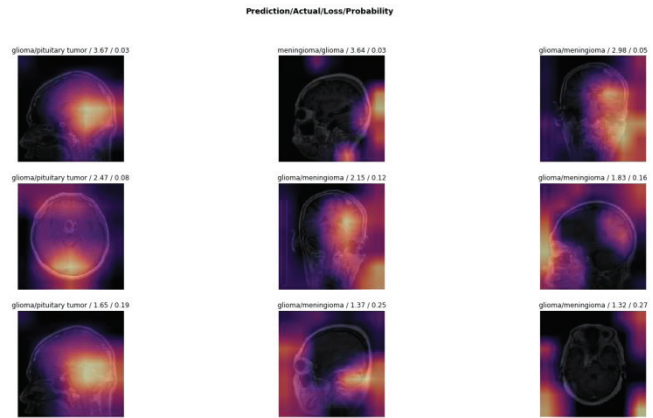 Prediction/Actual/Loss/Probability
glioma/pituitary tumor / 3.67 / 0.03
meningioma/glioma / 3.64 / 0.03
glioma/meningioma / 2.98 / 0.05
glioma/pituitary tumor / 2.47 / 0.08
glioma/meningioma / 2.15 / 0.12
glioma/meningioma / 1.83 / 0.16
glioma/pituitary tumor / 1.65 / 0.19
glioma/meningioma / 1.37 / 0.25
glioma/meningioma / 1.32 / 0.27